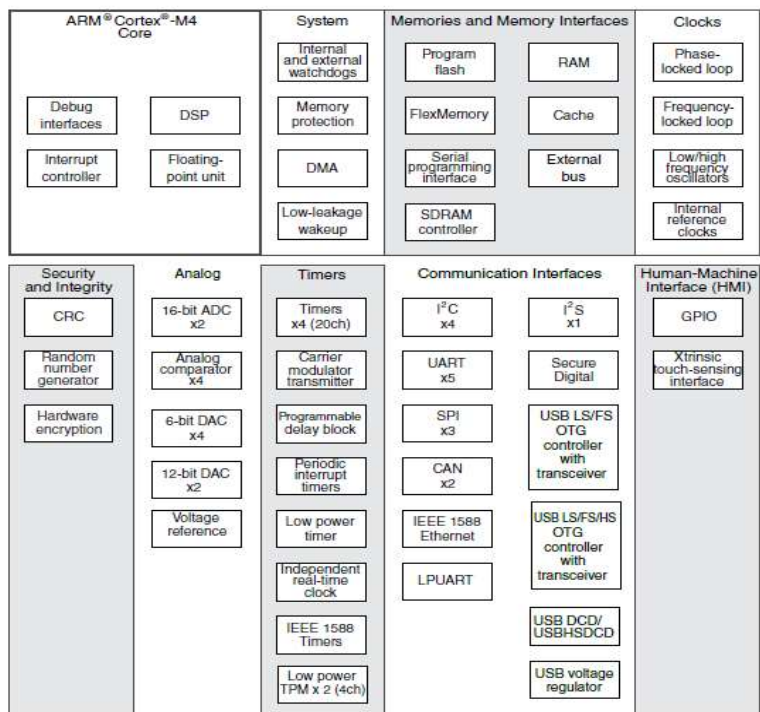 ARM®Cortex®-M4
Core
Debug
interfaces
DSP
Interrupt
controller
Floating-
point unit
System
Internal
and external
watchdogs
Memory
protection
DMA
Low-leakage
wakeup
Memories and Memory Interfaces
Program
flash
RAM
FlexMemory
Cache
Serial
programming
interface
External
bus
SDRAM
controller
Clocks
Phase-
locked loop
Frequency-
locked loop
Low/high
frequency
oscillators
Internal
reference
clocks
Security
and Integrity
CRC
Random
number
generator
Hardware
encryption
Analog
16-bit ADC
x2
Analog
comparator
x4
6-bit DAC
x4
12-bit DAC
x2
Voltage
reference
Timers
Timers
x4 (20ch)
Carrier
modulator
transmitter
Programmable
delay block
Periodic
interrupt
timers
Low power
timer
Independent
real-time
clock
IEEE 1588
Timers
Low power
TPM x 2 (4ch)
Communication Interfaces
I²C
x4
I²S
x1
UART
x5
Secure
Digital
SPI
x3
USB LS/FS
OTG
controller
with
transceiver
CAN
x2
IEEE 1588
Ethernet
USB LS/FS/HS
OTG
controller
with
transceiver
LPUART
USB DCD/
USBHSDCD
USB voltage
regulator
Human-Machine
Interface (HMI)
GPIO
Xtrinsic
touch-sensing
interface